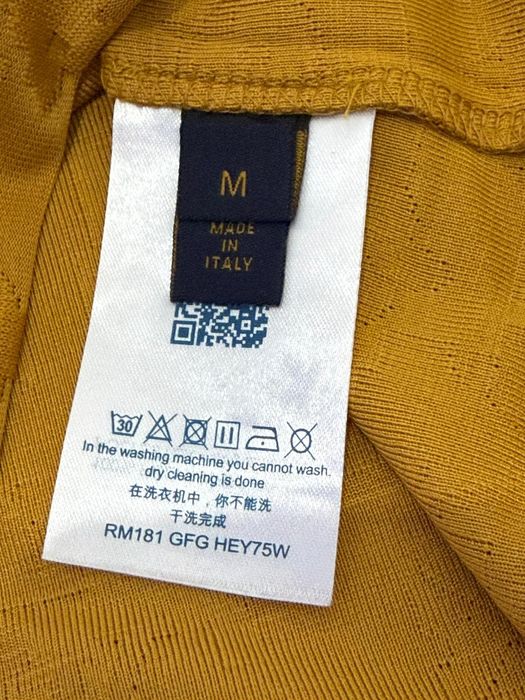 M
MADE
IN
ITALY
30
In the washing machine you cannot wash.
dry cleaning is done
在洗衣机中，你不能洗
干洗完成
RM181 GFG HEY75W